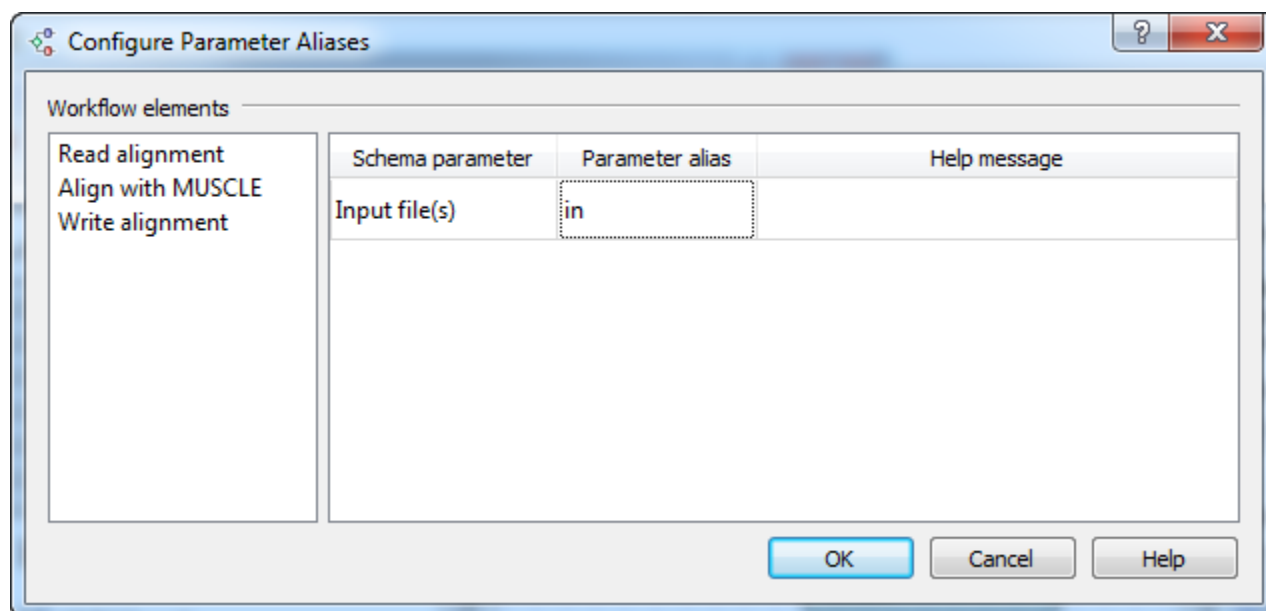 Configure Parameter Aliases
Workflow elements
Read alignment
Align with MUSCLE
Write alignment
Schema parameter Parameter alias Help message
Input file(s) in
OK Cancel Help